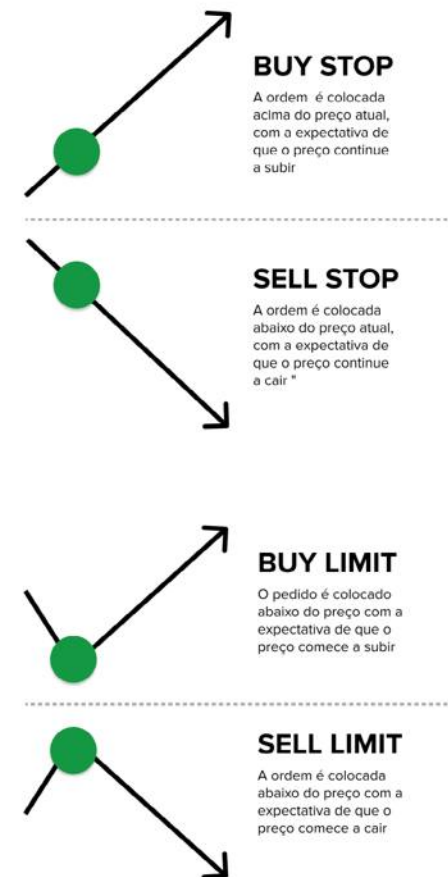 BUY STOP
A ordem é colocada
acima do preço atual,
com a expectativa de
que o preço continue
a subir
SELL STOP
A ordem é colocada
abaixo do preço atual,
com a expectativa de
que o preço continue
a cair "
BUY LIMIT
O pedido é colocado
abaixo do preço com a
expectativa de que o
preço comece a subir
SELL LIMIT
A ordem é colocada
abaixo do preço com a
expectativa de que o
preço comece a cair